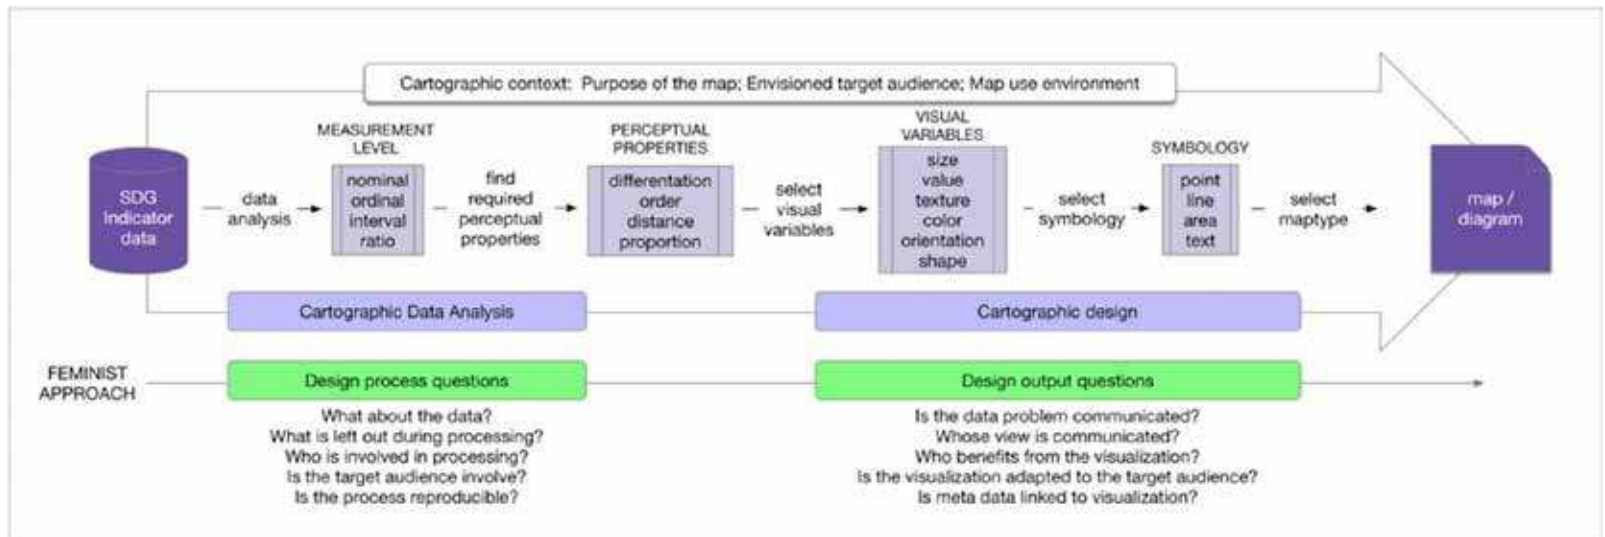 Cartographic context: Purpose of the map; Envisioned target audience; Map use environment
SDG
Indicator
data
data
analysis
MEASUREMENT
LEVEL
nominal
ordinal
interval
ratio
find
required
perceptual
properties
PERCEPTUAL
PROPERTIES
differentation
order
distance
proportion
select
visual
variables
VISUAL
VARIABLES
size
value
texture
color
orientation
shape
select
symbology
SYMBOLOGY
point
line
area
text
select
maptype
map /
diagram
Cartographic Data Analysis
Cartographic design
FEMINIST
APPROACH
Design process questions
What about the data?
What is left out during processing?
Who is involved in processing?
Is the target audience involve?
Is the process reproducible?
Design output questions
Is the data problem communicated?
Whose view is communicated?
Who benefits from the visualization?
Is the visualization adapted to the target audience?
Is meta data linked to visualization?